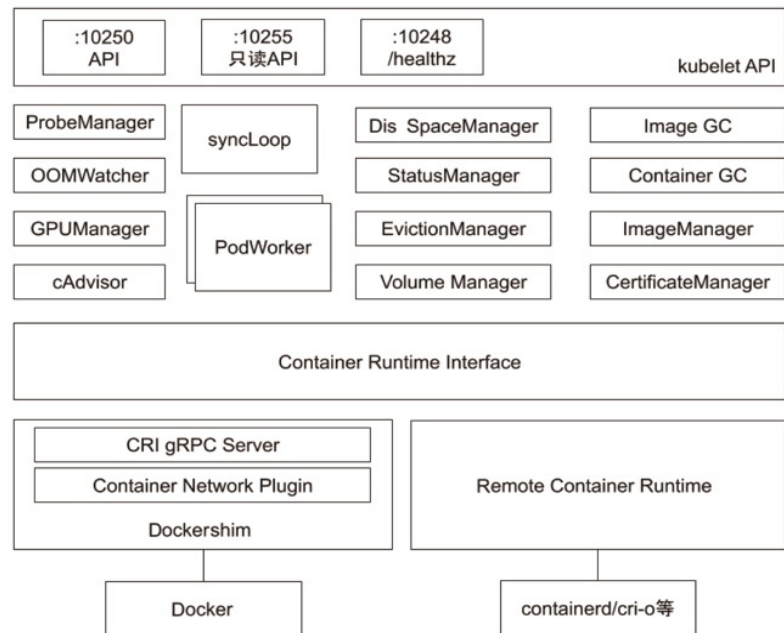 :10250
API
:10255
只读API
:10248
/healthz
kubelet API
ProbeManager
syncLoop
Dis SpaceManager
Image GC
OOMWatcher
StatusManager
Container GC
GPUManager
PodWorker
EvictionManager
ImageManager
cAdvisor
Volume Manager
CertificateManager
Container Runtime Interface
CRI gRPC Server
Container Network Plugin
Dockershim
Remote Container Runtime
Docker
containerd/cri-o等